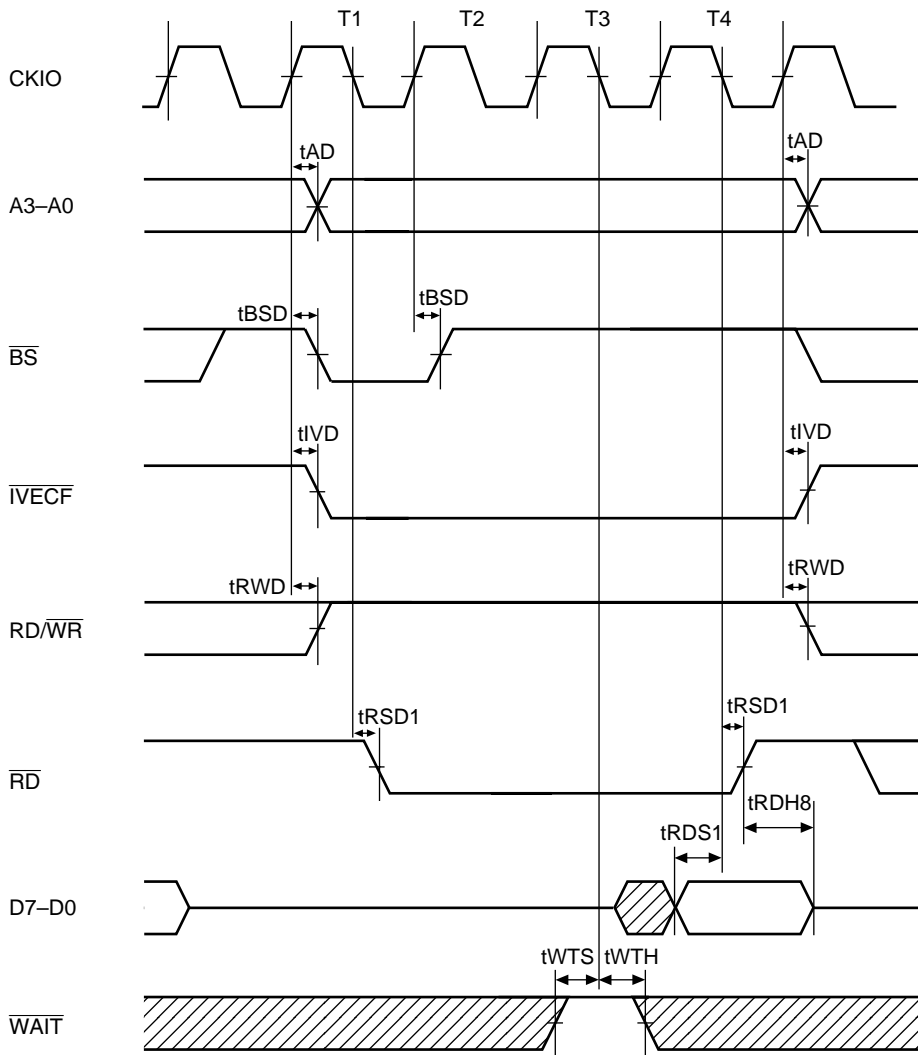 T1 T2 T3 T4
CKIO
tAD tAD
A3–A0
tBSD tBSD
BS
tIVD tIVD
IVECF
tRWD tRWD
RD/WR
tRSD1 tRSD1
RD
tRDH8
tRDS1
D7–D0
tWTS tWTH
WAIT